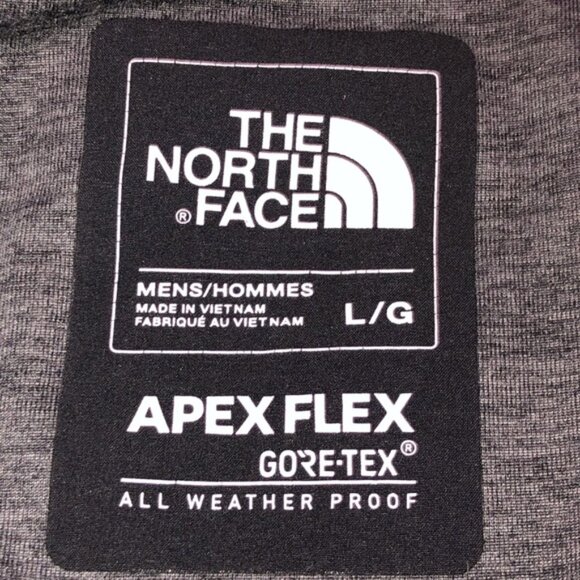 THE
NORTH
® FACE
MENS/HOMMES
MADE IN VIETNAM
FABRIQUÉ AU VIETNAM
L/G
APEX FLEX
GORE-TEX®
ALL WEATHER PROOF